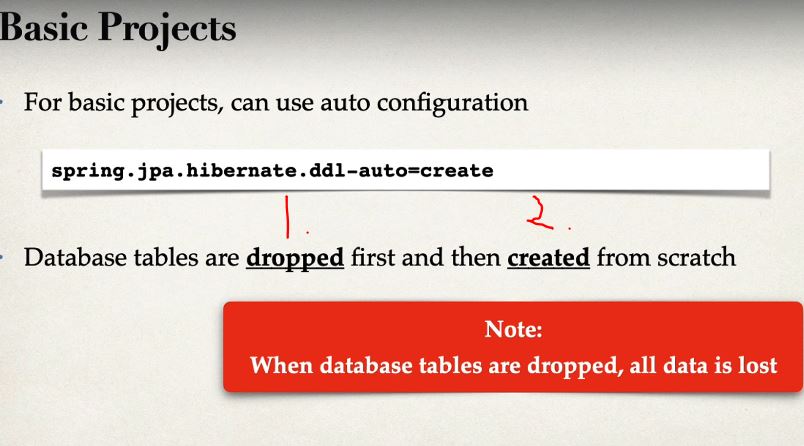 Basic Projects
For basic projects, can use auto configuration
spring.jpa.hibernate.ddl-auto=create
1. 2.
Database tables are dropped first and then created from scratch
Note:
When database tables are dropped, all data is lost